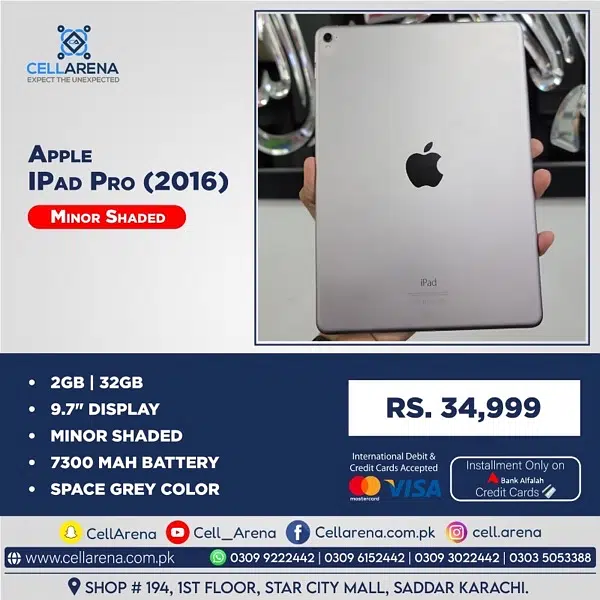 CELLARENA
EXPECT THE UNEXPECTED
APPLE
IPAD PRO (2016)
MINOR SHADED
iPad
• 2GB | 32GB
• 9.7" DISPLAY
• MINOR SHADED
• 7300 MAH BATTERY
• SPACE GREY COLOR
RS. 34,999
International Debit &
Credit Cards Accepted
mastercard VISA
Installment Only on
Bank Alfalah
Credit Cards
CellArena Cell__Arena Cellarena.com.pk cell.arena
www.cellarena.com.pk 0309 9222442 | 0309 6152442 | 0309 3022442 | 0303 5053388
SHOP # 194, 1ST FLOOR, STAR CITY MALL, SADDAR KARACHI.